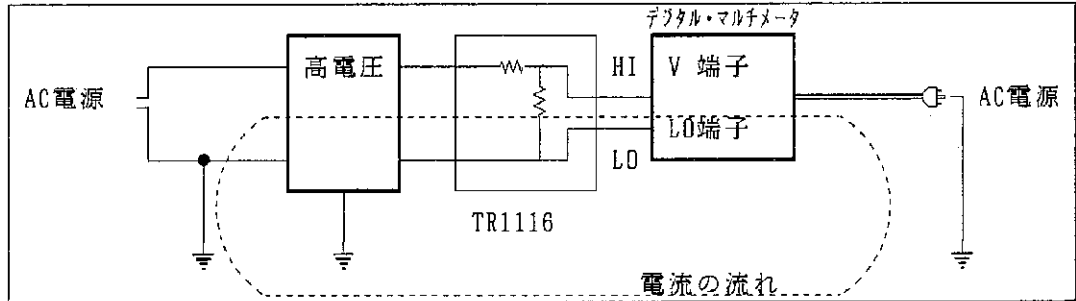 デジタル・マルチメータ
高電圧
HI
V 端子
AC電源
AC電源
LO端子
LO
TR1116
電流の流れ